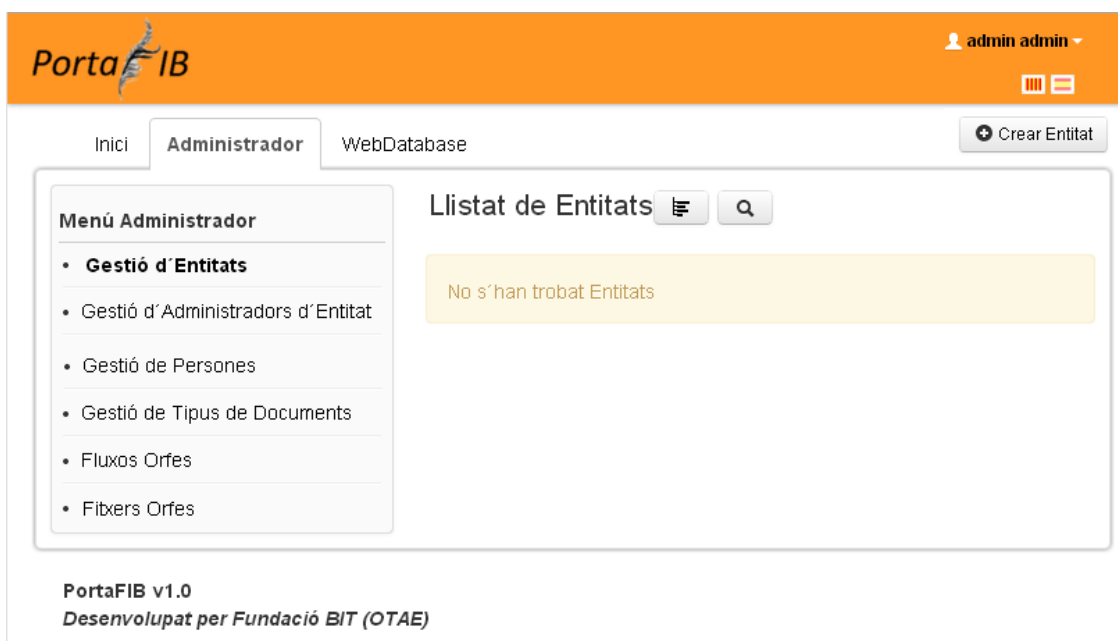 PortaFIB
admin admin
Inici
Administrador
WebDatabase
Crear Entitat
Menú Administrador
• Gestió d´Entitats
• Gestió d´Administradors d´Entitat
• Gestió de Persones
• Gestió de Tipus de Documents
• Fluxos Orfes
• Fitxers Orfes
Llistat de Entitats
No s´han trobat Entitats
PortaFIB v1.0
Desenvolupat per Fundació BIT (OTAE)